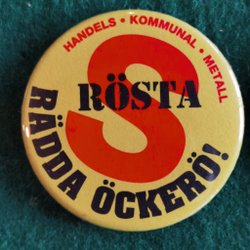 HANDELS • KOMMUNAL • METALL
S
RÖSTA
RÄDDA ÖCKERÖ!